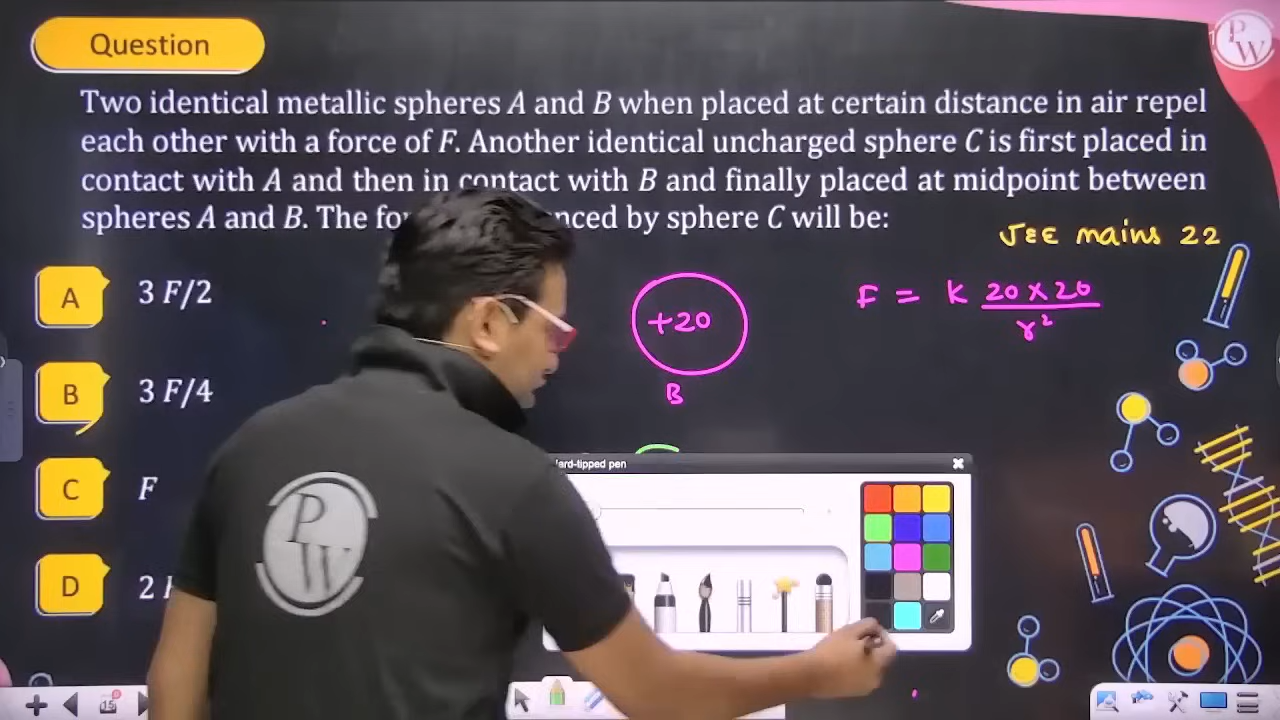 Question
PW
Two identical metallic spheres A and B when placed at certain distance in air repel
each other with a force of F. Another identical uncharged sphere C is first placed in
contact with A and then in contact with B and finally placed at midpoint between
spheres A and B. The by sphere C will be:
JEE mains 22
A 3 F/2
+20
F = K 20 × 20
r²
B 3 F/4
B
pen
C F
D 2
PW
15